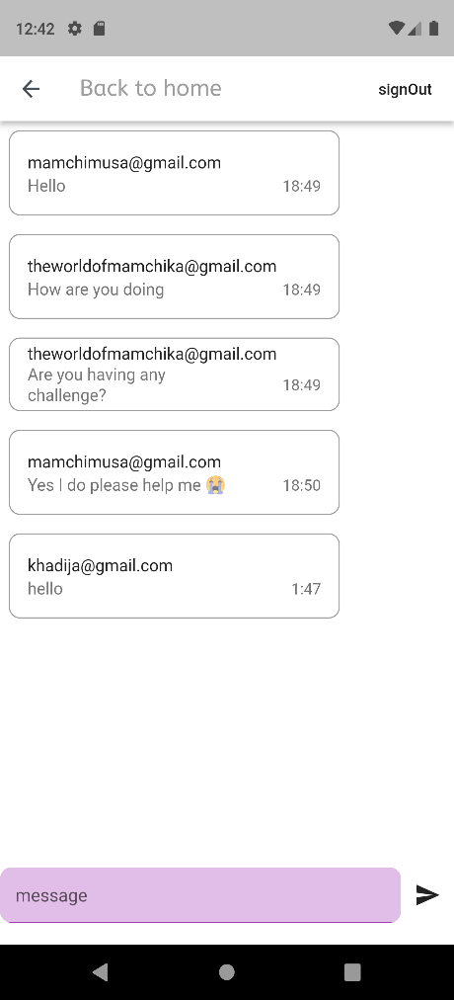 12:42
Back to home
signOut
mamchimusa@gmail.com
Hello 18:49
theworldofmamchika@gmail.com
How are you doing 18:49
theworldofmamchika@gmail.com
Are you having any
challenge? 18:49
mamchimusa@gmail.com
Yes I do please help me 😭 18:50
khadija@gmail.com
hello 1:47
message